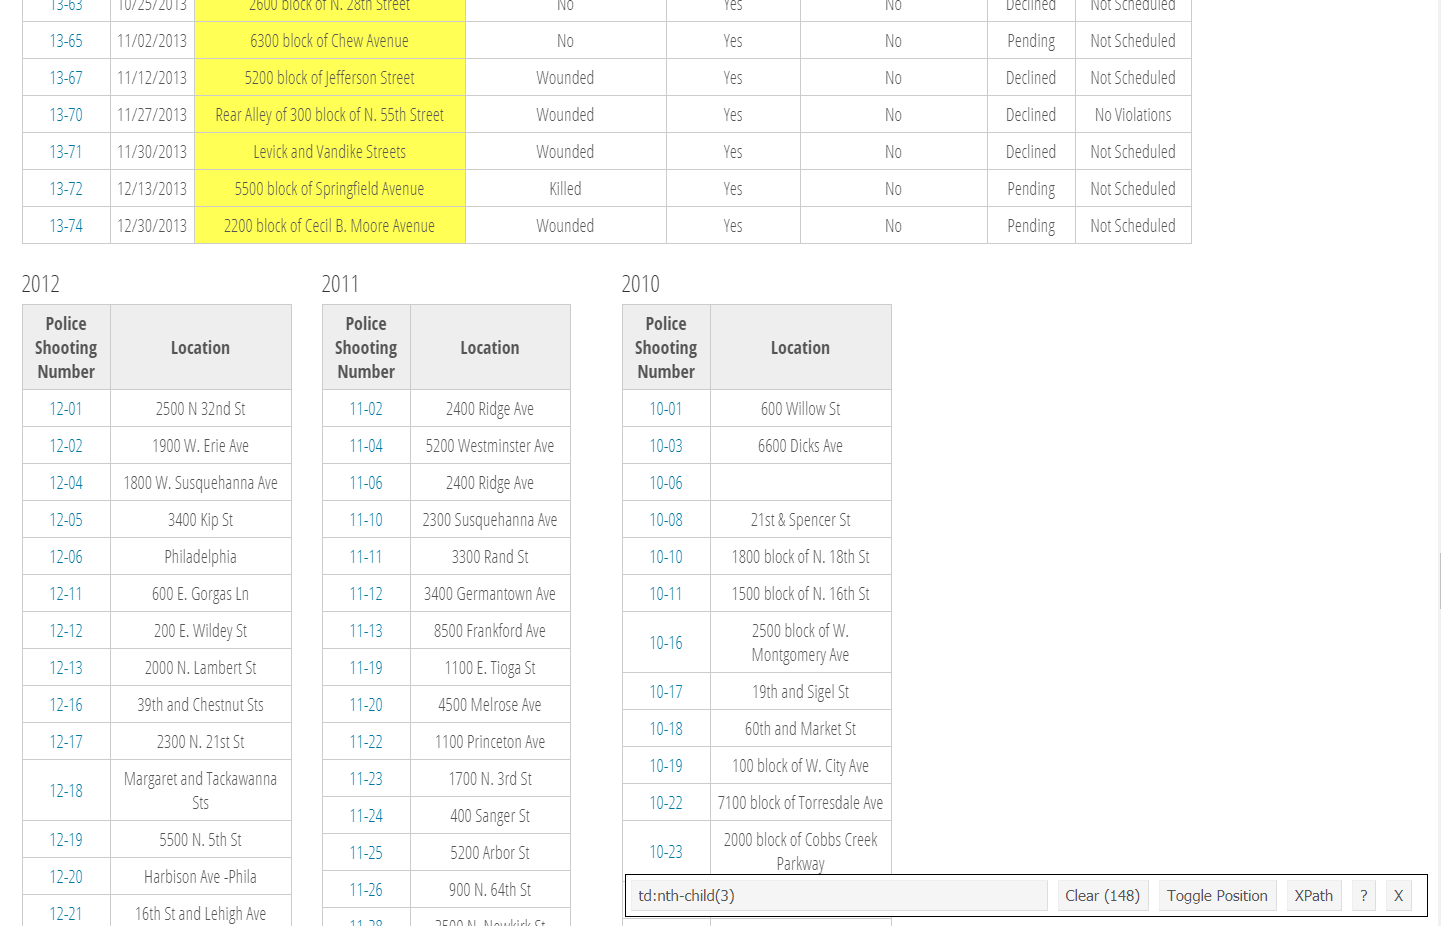 13-63 10/25/2013 2600 block of N. 28th Street No Yes No Declined Not Scheduled
13-65 11/02/2013 6300 block of Chew Avenue No Yes No Pending Not Scheduled
13-67 11/12/2013 5200 block of Jefferson Street Wounded Yes No Declined Not Scheduled
13-70 11/27/2013 Rear Alley of 300 block of N. 55th Street Wounded Yes No Declined No Violations
13-71 11/30/2013 Levick and Vandike Streets Wounded Yes No Declined Not Scheduled
13-72 12/13/2013 5500 block of Springfield Avenue Killed Yes No Pending Not Scheduled
13-74 12/30/2013 2200 block of Cecil B. Moore Avenue Wounded Yes No Pending Not Scheduled
2012
Police
Shooting
Number
Location
12-01 2500 N 32nd St
12-02 1900 W. Erie Ave
12-04 1800 W. Susquehanna Ave
12-05 3400 Kip St
12-06 Philadelphia
12-11 600 E. Gorgas Ln
12-12 200 E. Wildey St
12-13 2000 N. Lambert St
12-16 39th and Chestnut Sts
12-17 2300 N. 21st St
12-18 Margaret and Tackawanna
Sts
12-19 5500 N. 5th St
12-20 Harbison Ave -Phila
12-21 16th St and Lehigh Ave
2011
Police
Shooting
Number
Location
11-02 2400 Ridge Ave
11-04 5200 Westminster Ave
11-06 2400 Ridge Ave
11-10 2300 Susquehanna Ave
11-11 3300 Rand St
11-12 3400 Germantown Ave
11-13 8500 Frankford Ave
11-19 1100 E. Tioga St
11-20 4500 Melrose Ave
11-22 1100 Princeton Ave
11-23 1700 N. 3rd St
11-24 400 Sanger St
11-25 5200 Arbor St
11-26 900 N. 64th St
11-28 2500 N. Newkirk St
2010
Police
Shooting
Number
Location
10-01 600 Willow St
10-03 6600 Dicks Ave
10-06
10-08 21st & Spencer St
10-10 1800 block of N. 18th St
10-11 1500 block of N. 16th St
10-16 2500 block of W.
Montgomery Ave
10-17 19th and Sigel St
10-18 60th and Market St
10-19 100 block of W. City Ave
10-22 7100 block of Torresdale Ave
10-23 2000 block of Cobbs Creek
Parkway
td:nth-child(3) Clear (148) Toggle Position XPath ? X